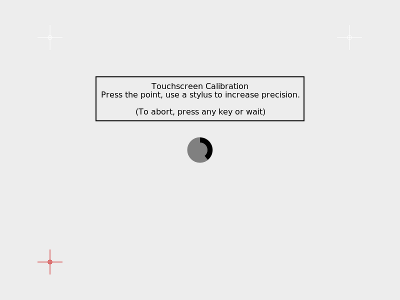 Touchscreen Calibration
Press the point, use a stylus to increase precision.
(To abort, press any key or wait)